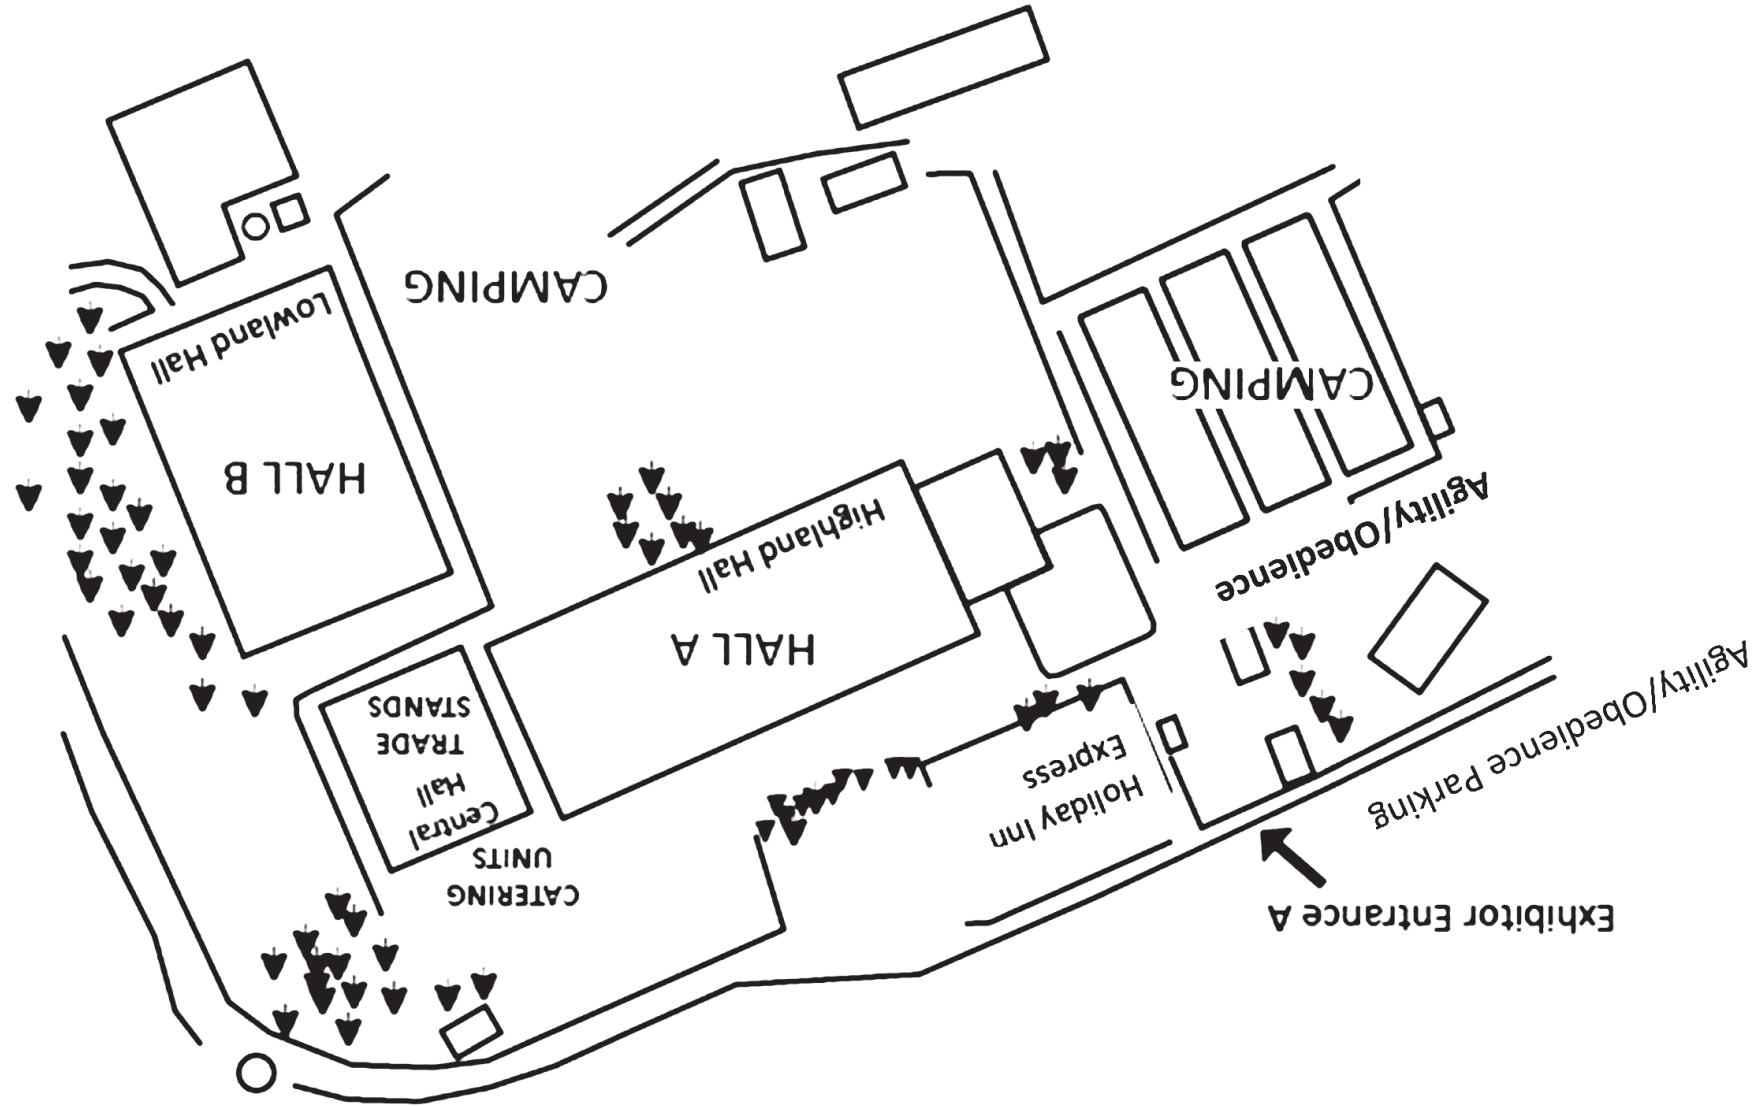 Exhibitor Entrance A
CATERING
UNITS
Central
Hall
TRADE
STANDS
Holiday Inn
Express
Agility/Obedience Parking
HALL A
Highland Hall
Agility/Obedience
HALL B
Lowland Hall
CAMPING
CAMPING